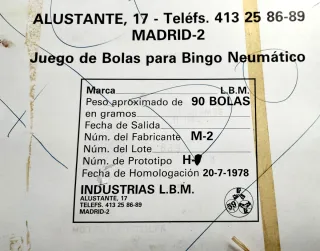 ALUSTANTE, 17 - Teléfs. 413 25 86-89
MADRID-2
Juego de Bolas para Bingo Neumático
Marca L.B.M.
Peso aproximado de 90 BOLAS
en gramos
Fecha de Salida
Núm. del Fabricante M-2
Núm. del Lote
Núm. de Prototipo H-
Fecha de Homologación 20-7-1978
INDUSTRIAS L.B.M.
ALUSTANTE, 17
TELEFS. 413 25 86-89
MADRID-2